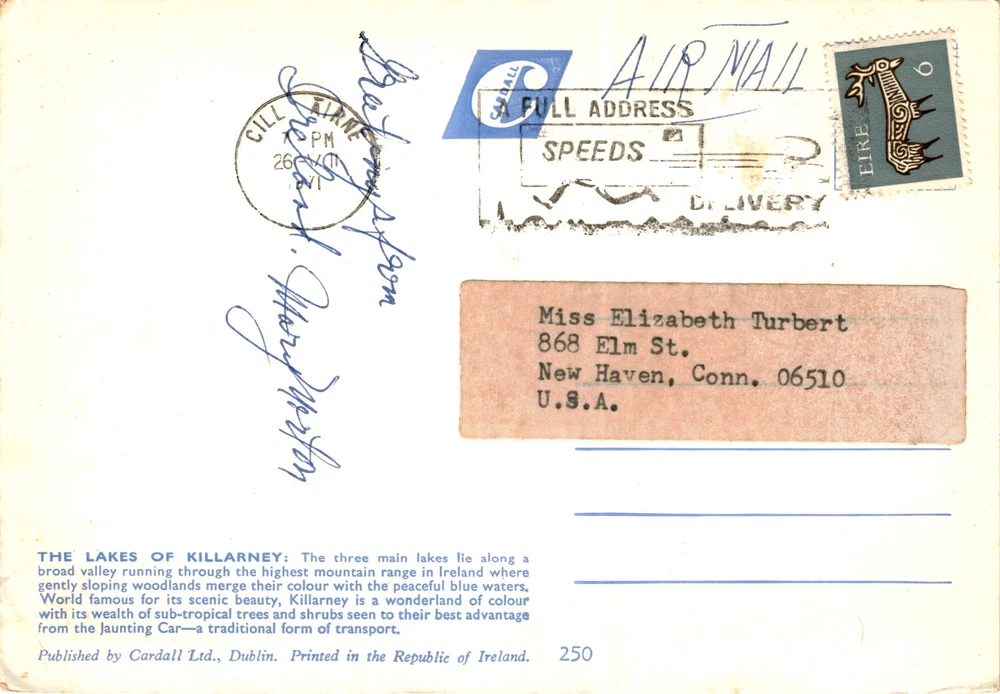 Greetings from
Ireland.
Mary Norton
CARDALL
AIR MAIL
CILL AIRNE
PM
26
A FULL ADDRESS
SPEEDS
DELIVERY
EIRE 6
Miss Elizabeth Turbert
868 Elm St.
New Haven, Conn. 06510
U.S.A.
THE LAKES OF KILLARNEY: The three main lakes lie along a
broad valley running through the highest mountain range in Ireland where
gently sloping woodlands merge their colour with the peaceful blue waters.
World famous for its scenic beauty, Killarney is a wonderland of colour
with its wealth of sub-tropical trees and shrubs seen to their best advantage
from the Jaunting Car—a traditional form of transport.
Published by Cardall Ltd., Dublin. Printed in the Republic of Ireland. 250